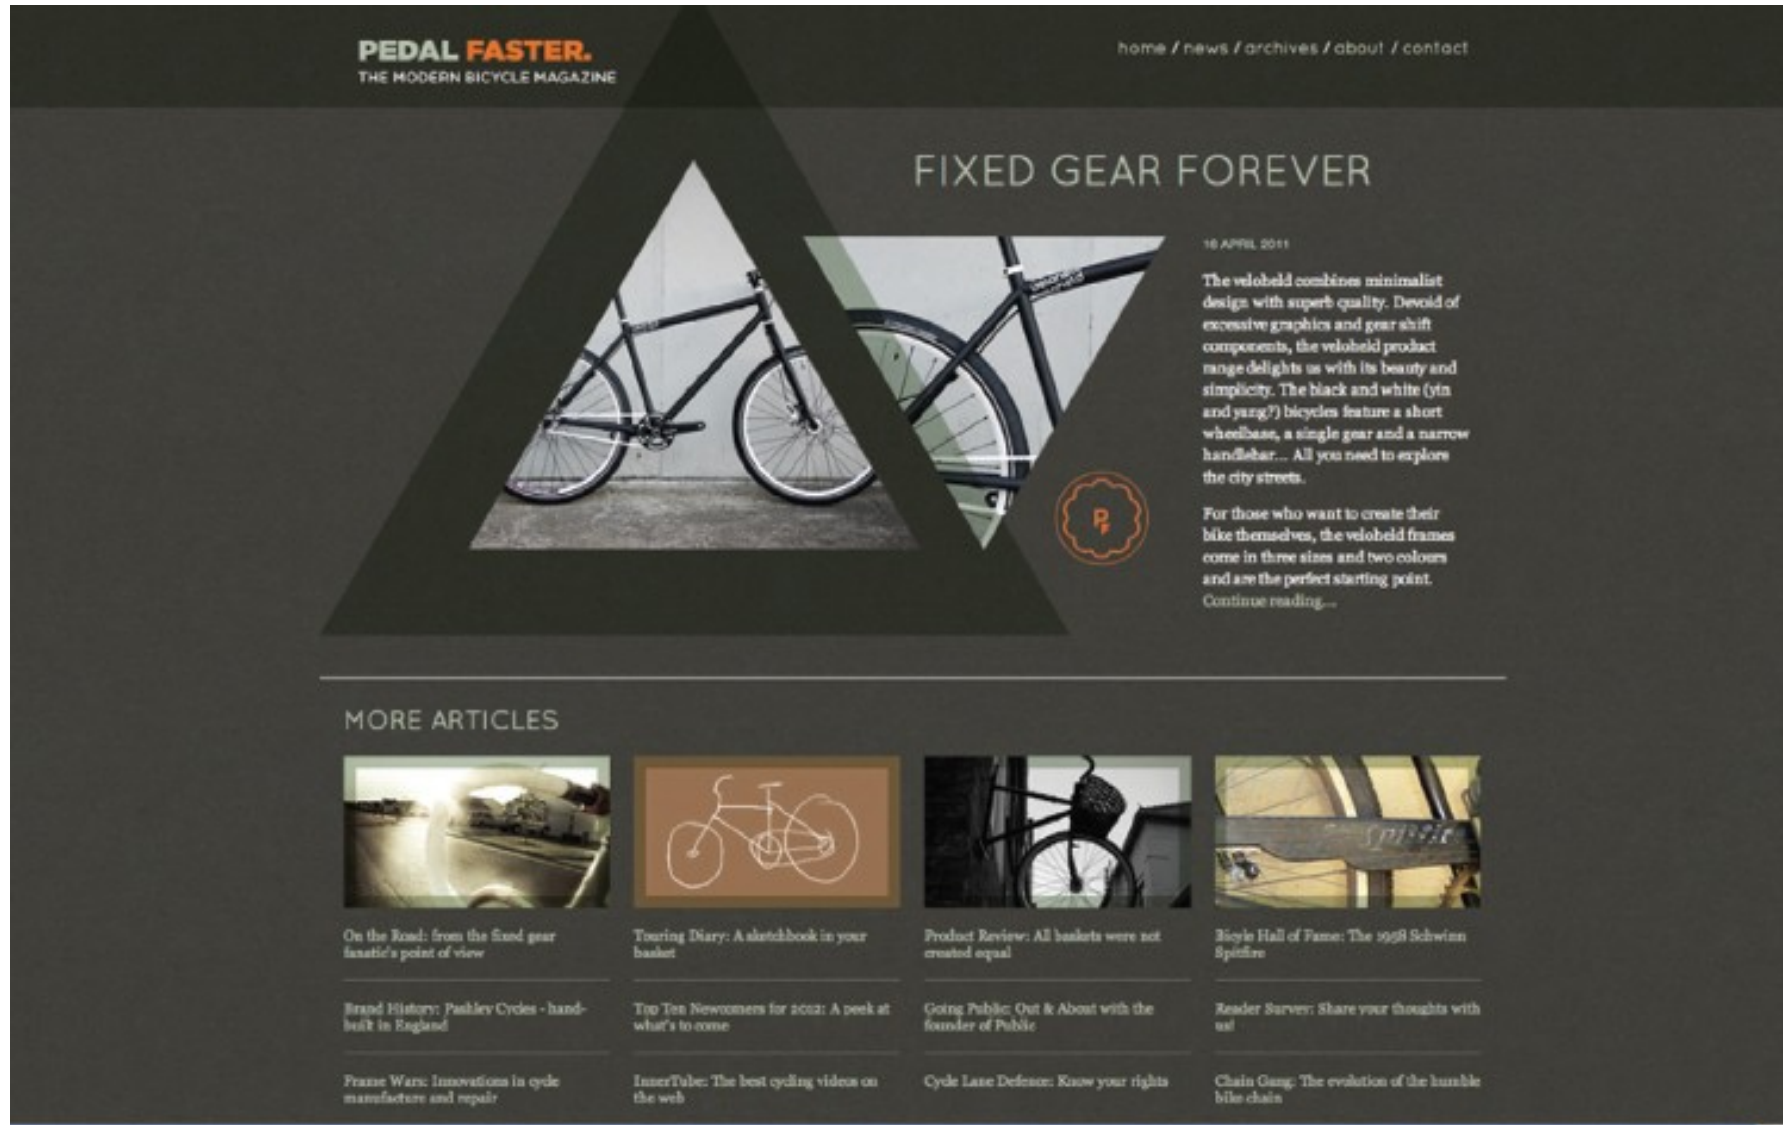 PEDAL FASTER.
THE MODERN BICYCLE MAGAZINE
home / news / archives / about / contact
FIXED GEAR FOREVER
16 APRIL 2011
The veloheld combines minimalist
design with superb quality. Devoid of
excessive graphics and gear shift
components, the veloheld product
range delights us with its beauty and
simplicity. The black and white (yin
and yang?) bicycles feature a short
wheelbase, a single gear and a narrow
handlebar... All you need to explore
the city streets.
For those who want to create their
bike themselves, the veloheld frames
come in three sizes and two colours
and are the perfect starting point.
Continue reading...
MORE ARTICLES
On the Road: from the fixed gear
fanatic's point of view
Brand History: Pashley Cycles - hand-
built in England
Frame Wars: Innovations in cycle
manufacture and repair
Touring Diary: A sketchbook in your
basket
Top Ten Newcomers for 2012: A peek at
what's to come
InnerTube: The best cycling videos on
the web
Product Review: All baskets were not
created equal
Going Public: Out & About with the
founder of Public
Cycle Lane Defence: Know your rights
Spitfire
Bicyle Hall of Fame: The 1958 Schwinn
Spitfire
Reader Survey: Share your thoughts with
us!
Chain Gang: The evolution of the humble
bike chain